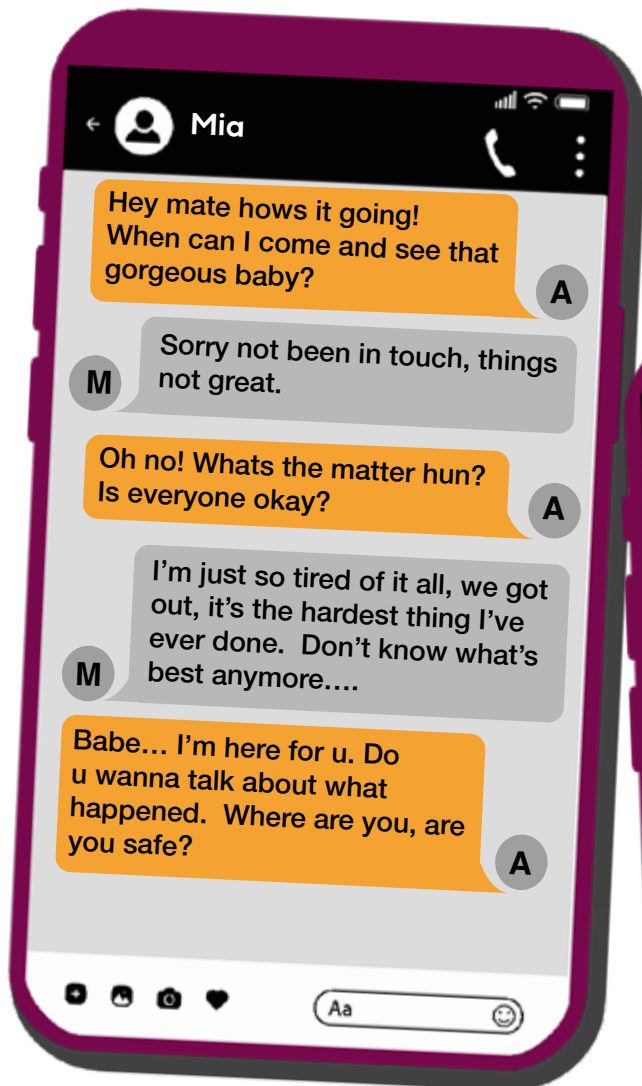 Mia
Hey mate hows it going!
When can I come and see that
gorgeous baby?
A
Sorry not been in touch, things
not great.
M
Oh no! Whats the matter hun?
Is everyone okay?
A
I’m just so tired of it all, we got
out, it’s the hardest thing I’ve
ever done.  Don’t know what’s
best anymore….
M
Babe… I’m here for u. Do
u wanna talk about what
happened.  Where are you, are
you safe?
A
Aa